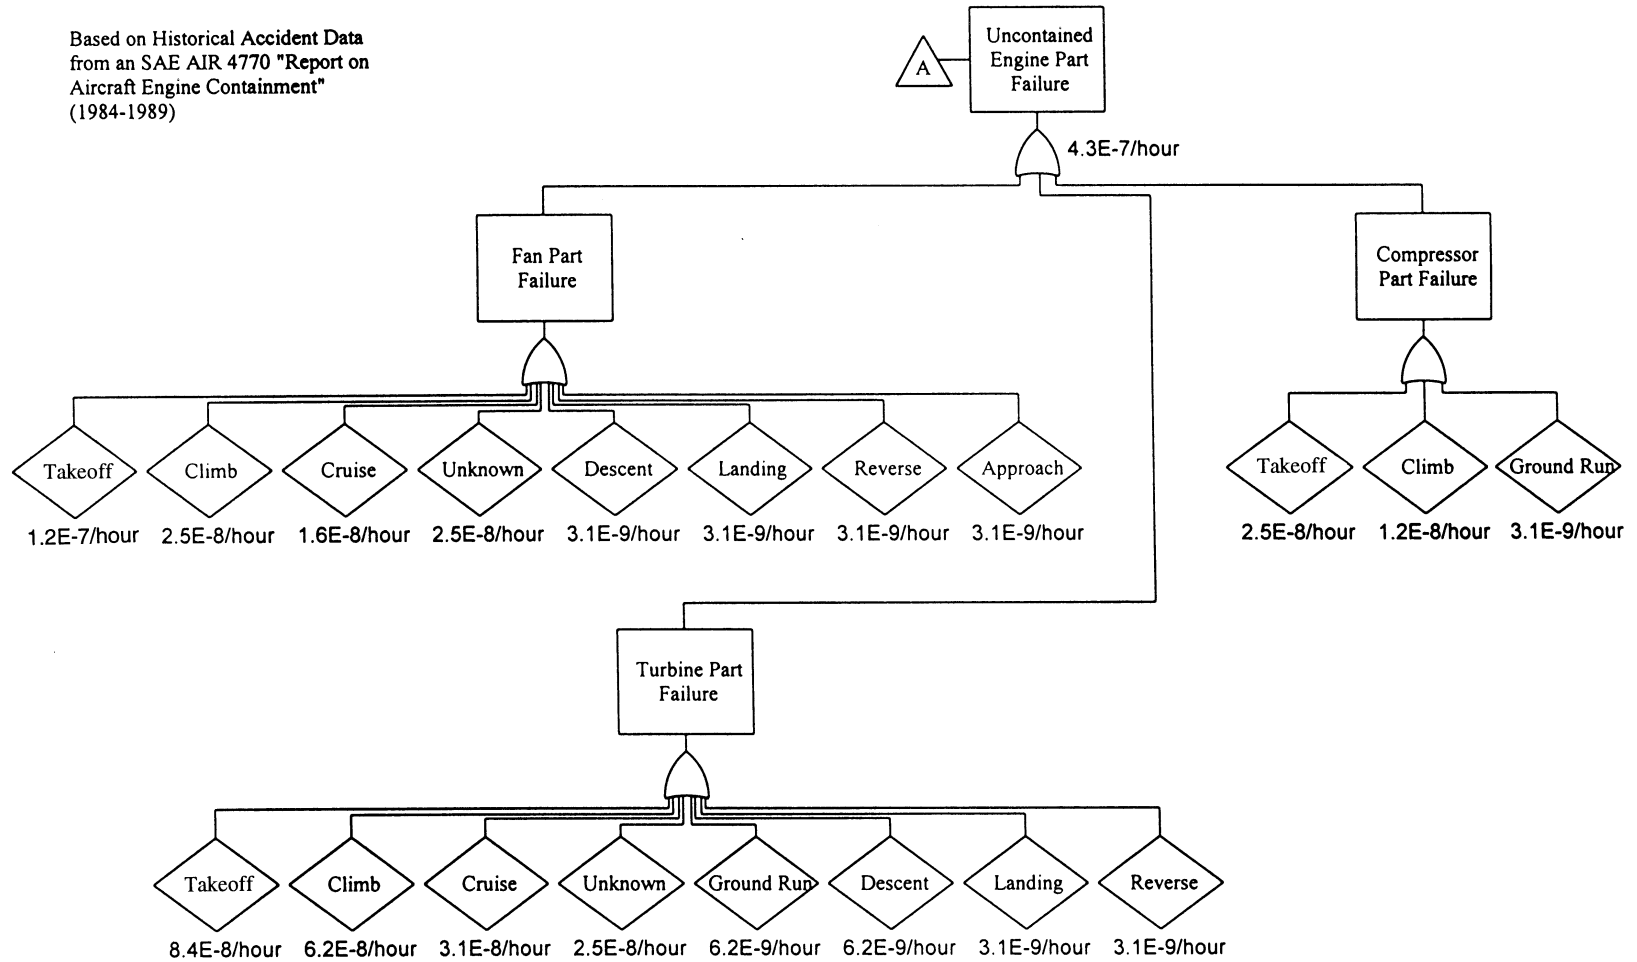 Based on Historical Accident Data
from an SAE AIR 4770 "Report on
Aircraft Engine Containment"
(1984-1989)
A
Uncontained
Engine Part
Failure
4.3E-7/hour
Fan Part
Failure
Compressor
Part Failure
Takeoff
Climb
Cruise
Unknown
Descent
Landing
Reverse
Approach
1.2E-7/hour
2.5E-8/hour
1.6E-8/hour
2.5E-8/hour
3.1E-9/hour
3.1E-9/hour
3.1E-9/hour
3.1E-9/hour
Takeoff
Climb
Ground Run
2.5E-8/hour
1.2E-8/hour
3.1E-9/hour
Turbine Part
Failure
Takeoff
Climb
Cruise
Unknown
Ground Run
Descent
Landing
Reverse
8.4E-8/hour
6.2E-8/hour
3.1E-8/hour
2.5E-8/hour
6.2E-9/hour
6.2E-9/hour
3.1E-9/hour
3.1E-9/hour